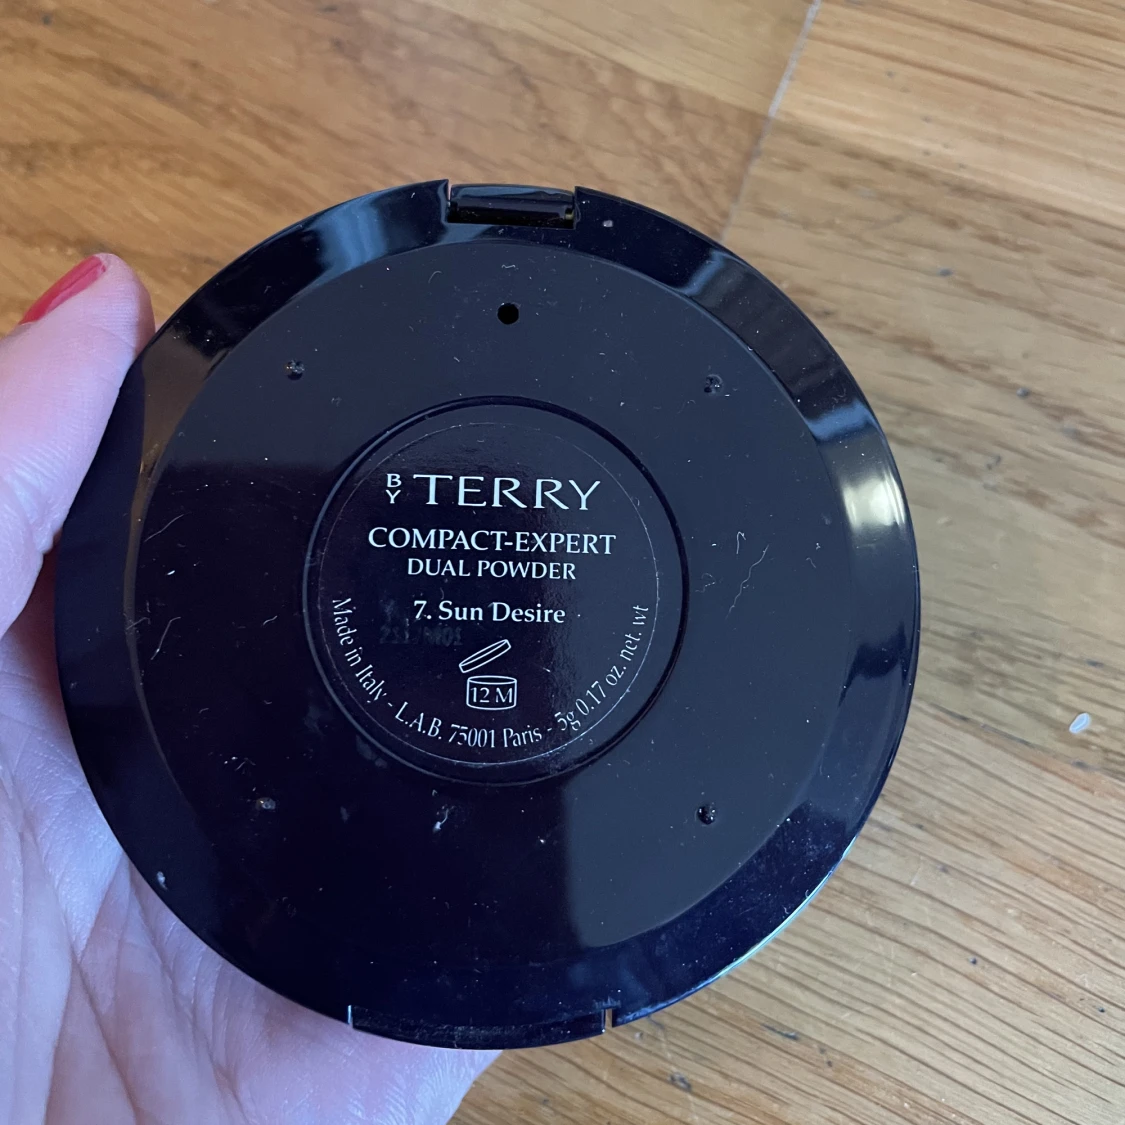 BY TERRY
COMPACT-EXPERT
DUAL POWDER
7. Sun Desire
12 M
Made in Italy - L.A.B. 75001 Paris - 5g 0.17 oz. net. wt